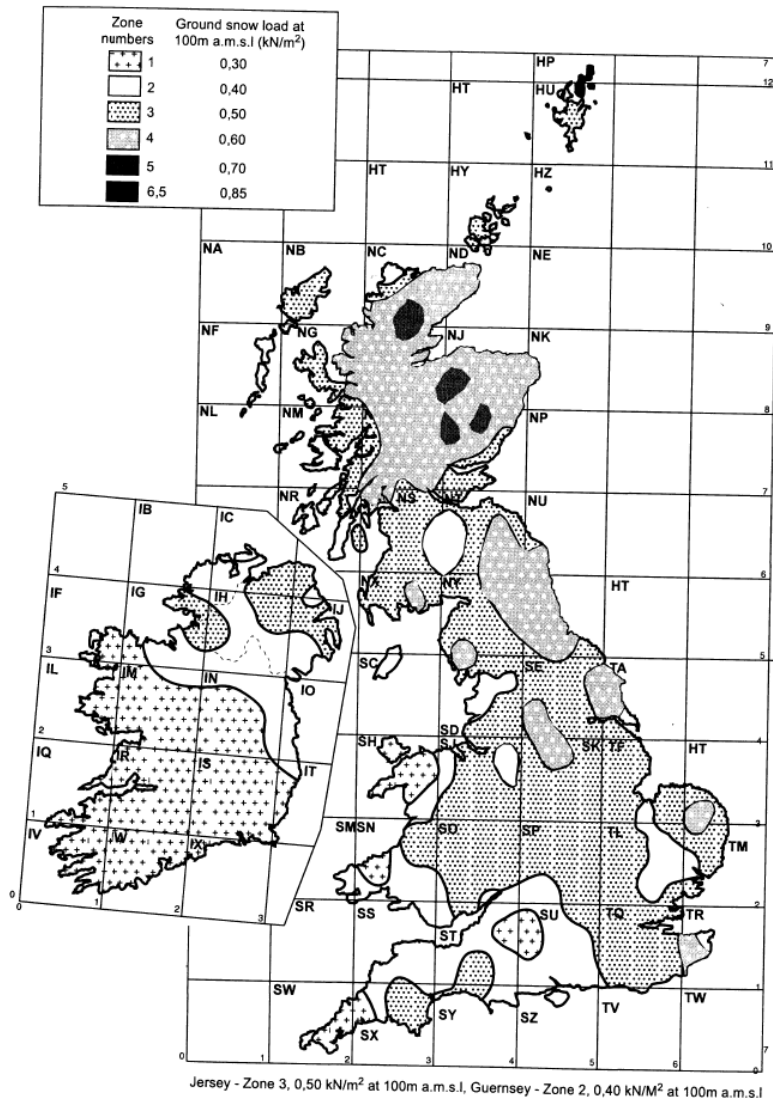 Zone numbers
Ground snow load at 100m a.m.s.l (kN/m²)
1 0,30
2 0,40
3 0,50
4 0,60
5 0,70
6,5 0,85
HP 7
HT HU 12
HT HY HZ 11
NA NB NC ND NE 10
NF NG NJ NK 9
NL NM NP 8
NR NS NT NU 7
5 IB IC
NX NY HT 6
4 IF IG IH IJ
SC SE TA 5
3 IL IM IN IO
SD SH SK TF HT 4
2 IQ IR IS IT
SM SN SO SP TL TM 3
1 IV W IX
0 1 2 3
SR SS ST SU TQ TR 2
SW SX SY SZ TV TW 1
0 1 2 3 4 5 6 7 0
Jersey - Zone 3, 0,50 kN/m² at 100m a.m.s.l, Guernsey - Zone 2, 0,40 kN/M² at 100m a.m.s.l